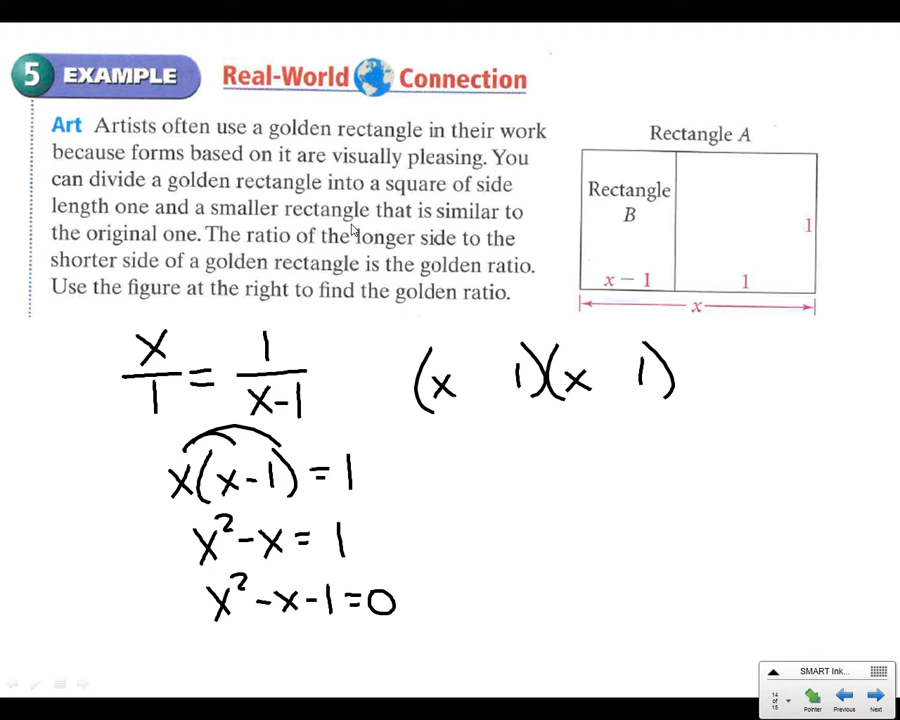 5 EXAMPLE Real-World Connection
Art Artists often use a golden rectangle in their work
because forms based on it are visually pleasing. You
can divide a golden rectangle into a square of side
length one and a smaller rectangle that is similar to
the original one. The ratio of the longer side to the
shorter side of a golden rectangle is the golden ratio.
Use the figure at the right to find the golden ratio.
Rectangle A
Rectangle
B
1
x − 1 1
x
x/1 = 1/(x-1)
(x 1)(x 1)
x(x-1) = 1
x² - x = 1
x² - x - 1 = 0
SMART Ink...
14
of
15
Pointer Previous Next